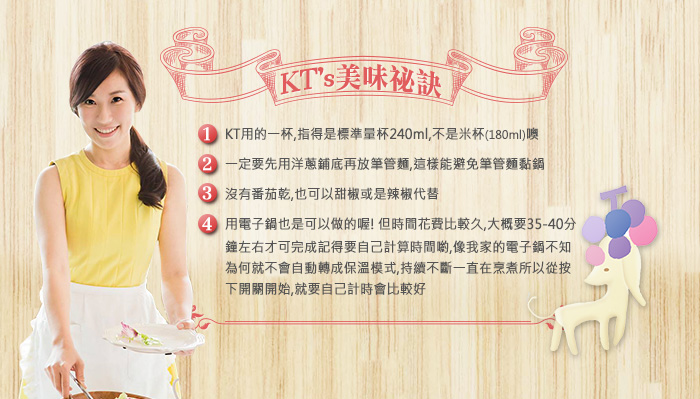 KT's美味祕訣
1 KT用的一杯,指得是標準量杯240ml,不是米杯(180ml)噢
2 一定要先用洋蔥鋪底再放筆管麵,這樣能避免筆管麵黏鍋
3 沒有番茄乾,也可以甜椒或是辣椒代替
4 用電子鍋也是可以做的喔! 但時間花費比較久,大概要35-40分
鐘左右才可完成記得要自己計算時間喲,像我家的電子鍋不知
為何就不會自動轉成保溫模式,持續不斷一直在烹煮所以從按
下開關開始,就要自己計時會比較好